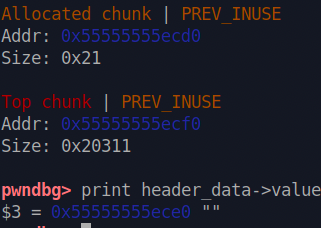 Allocated chunk | PREV_INUSE
Addr: 0x55555555ecd0
Size: 0x21
Top chunk | PREV_INUSE
Addr: 0x55555555ecf0
Size: 0x20311
pwndbg> print header_data->value
$3 = 0x55555555ece0 ""